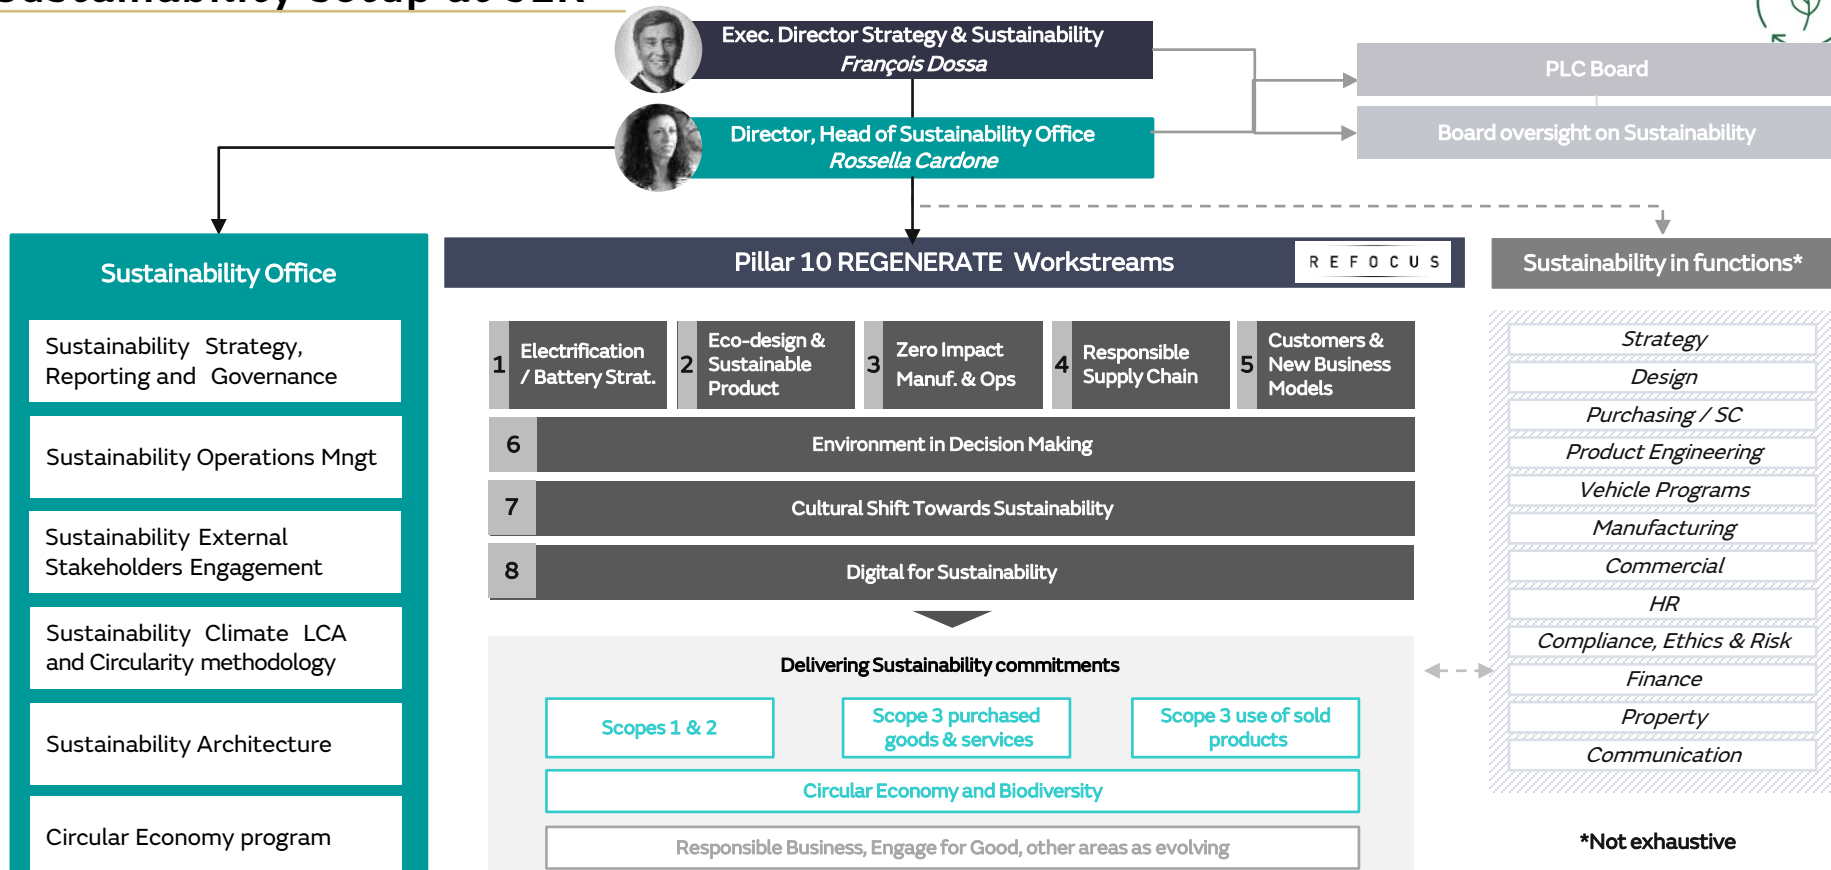 Sustainability setup at JLR
Exec. Director Strategy & Sustainability
François Dossa
Director, Head of Sustainability Office
Rossella Cardone
PLC Board
Board oversight on Sustainability
Sustainability Office
Sustainability Strategy,
Reporting and Governance
Sustainability Operations Mngt
Sustainability External
Stakeholders Engagement
Sustainability Climate LCA
and Circularity methodology
Sustainability Architecture
Circular Economy program
Pillar 10 REGENERATE Workstreams
REFOCUS
1
Electrification
/ Battery Strat.
2
Eco-design &
Sustainable
Product
3
Zero Impact
Manuf. & Ops
4
Responsible
Supply Chain
5
Customers &
New Business
Models
6
Environment in Decision Making
7
Cultural Shift Towards Sustainability
8
Digital for Sustainability
Delivering Sustainability commitments
Scopes 1 & 2
Scope 3 purchased
goods & services
Scope 3 use of sold
products
Circular Economy and Biodiversity
Responsible Business, Engage for Good, other areas as evolving
Sustainability in functions*
Strategy
Design
Purchasing / SC
Product Engineering
Vehicle Programs
Manufacturing
Commercial
HR
Compliance, Ethics & Risk
Finance
Property
Communication
*Not exhaustive